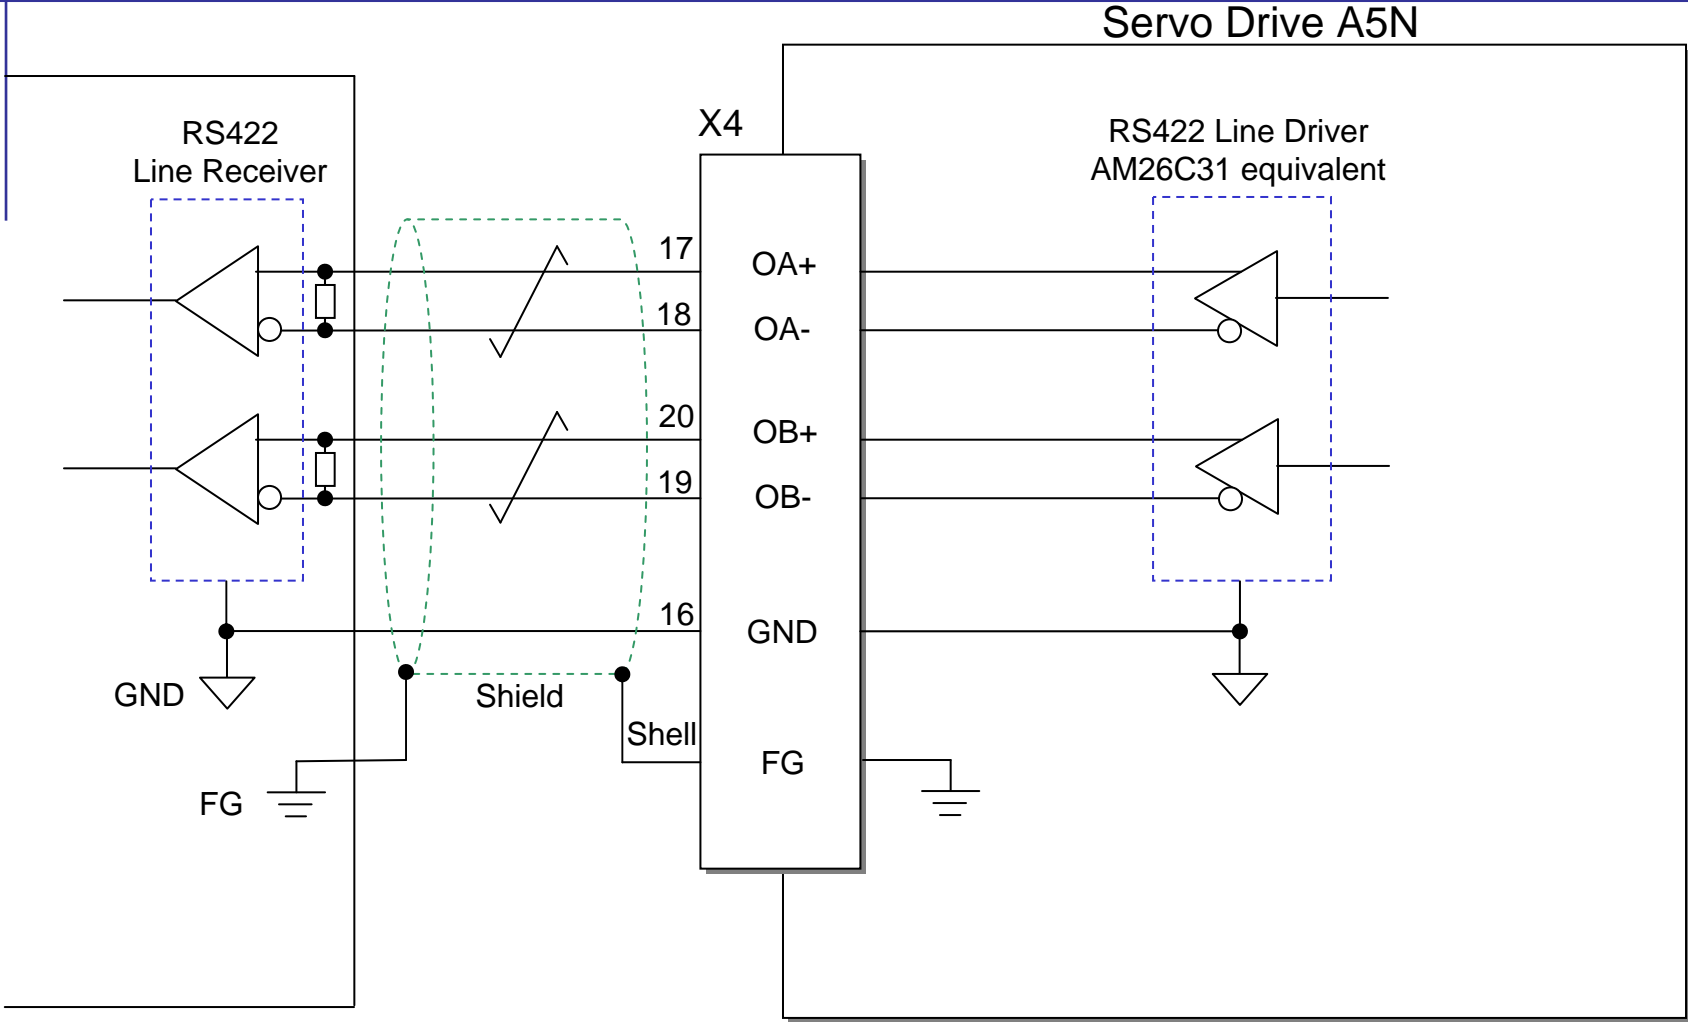 Servo Drive A5N
X4
RS422
Line Receiver
RS422 Line Driver
AM26C31 equivalent
17
OA+
18
OA-
20
OB+
19
OB-
16
GND
GND
Shield
Shell
FG
FG